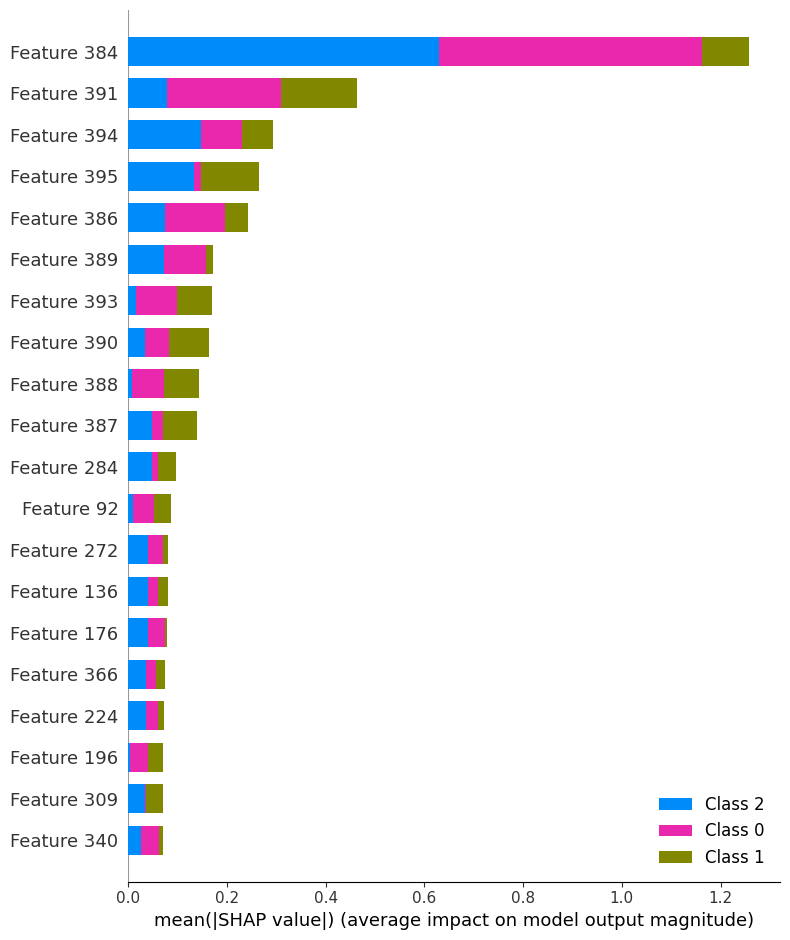 Feature 384
Feature 391
Feature 394
Feature 395
Feature 386
Feature 389
Feature 393
Feature 390
Feature 388
Feature 387
Feature 284
Feature 92
Feature 272
Feature 136
Feature 176
Feature 366
Feature 224
Feature 196
Feature 309
Feature 340
Class 2
Class 0
Class 1
0.0 0.2 0.4 0.6 0.8 1.0 1.2
mean(|SHAP value|) (average impact on model output magnitude)